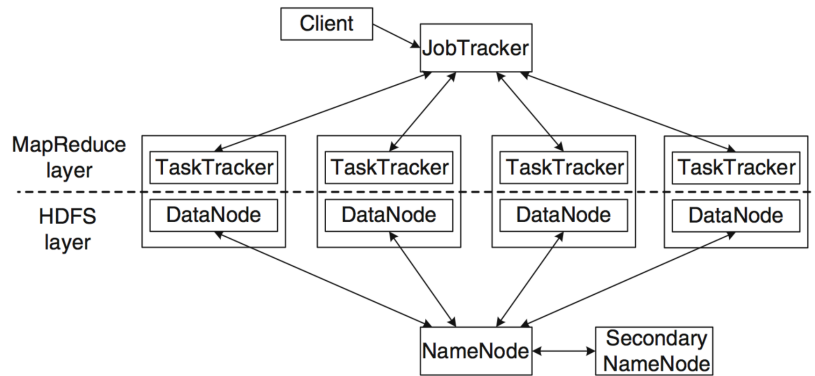 Client
JobTracker
MapReduce
layer
TaskTracker
TaskTracker
TaskTracker
TaskTracker
HDFS
layer
DataNode
DataNode
DataNode
DataNode
NameNode
Secondary
NameNode